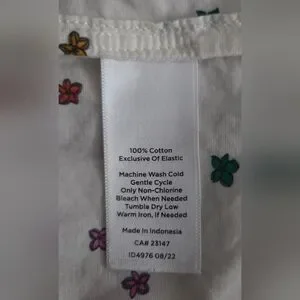 100% Cotton
Exclusive Of Elastic
Machine Wash Cold
Gentle Cycle
Only Non-Chlorine
Bleach When Needed
Tumble Dry Low
Warm Iron, If Needed
Made In Indonesia
CA# 23147
ID4976 08/22